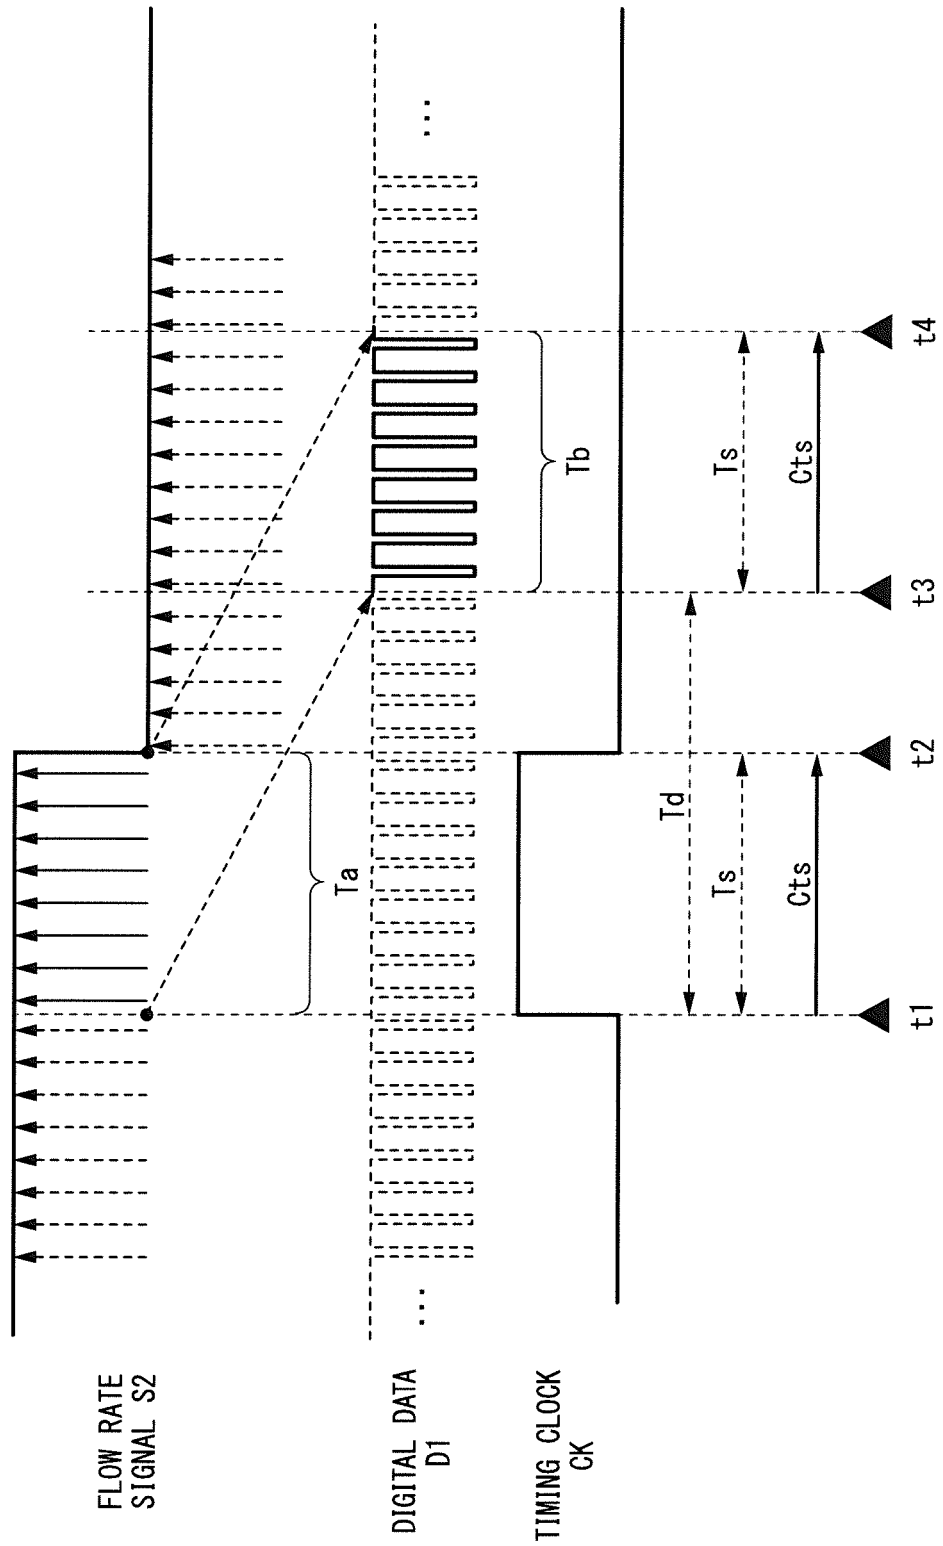 FLOW RATE
SIGNAL S2
Ta
DIGITAL DATA
D1
...
...
Tb
TIMING CLOCK
CK
Td
Ts
Ts
Cts
Cts
t1
t2
t3
t4